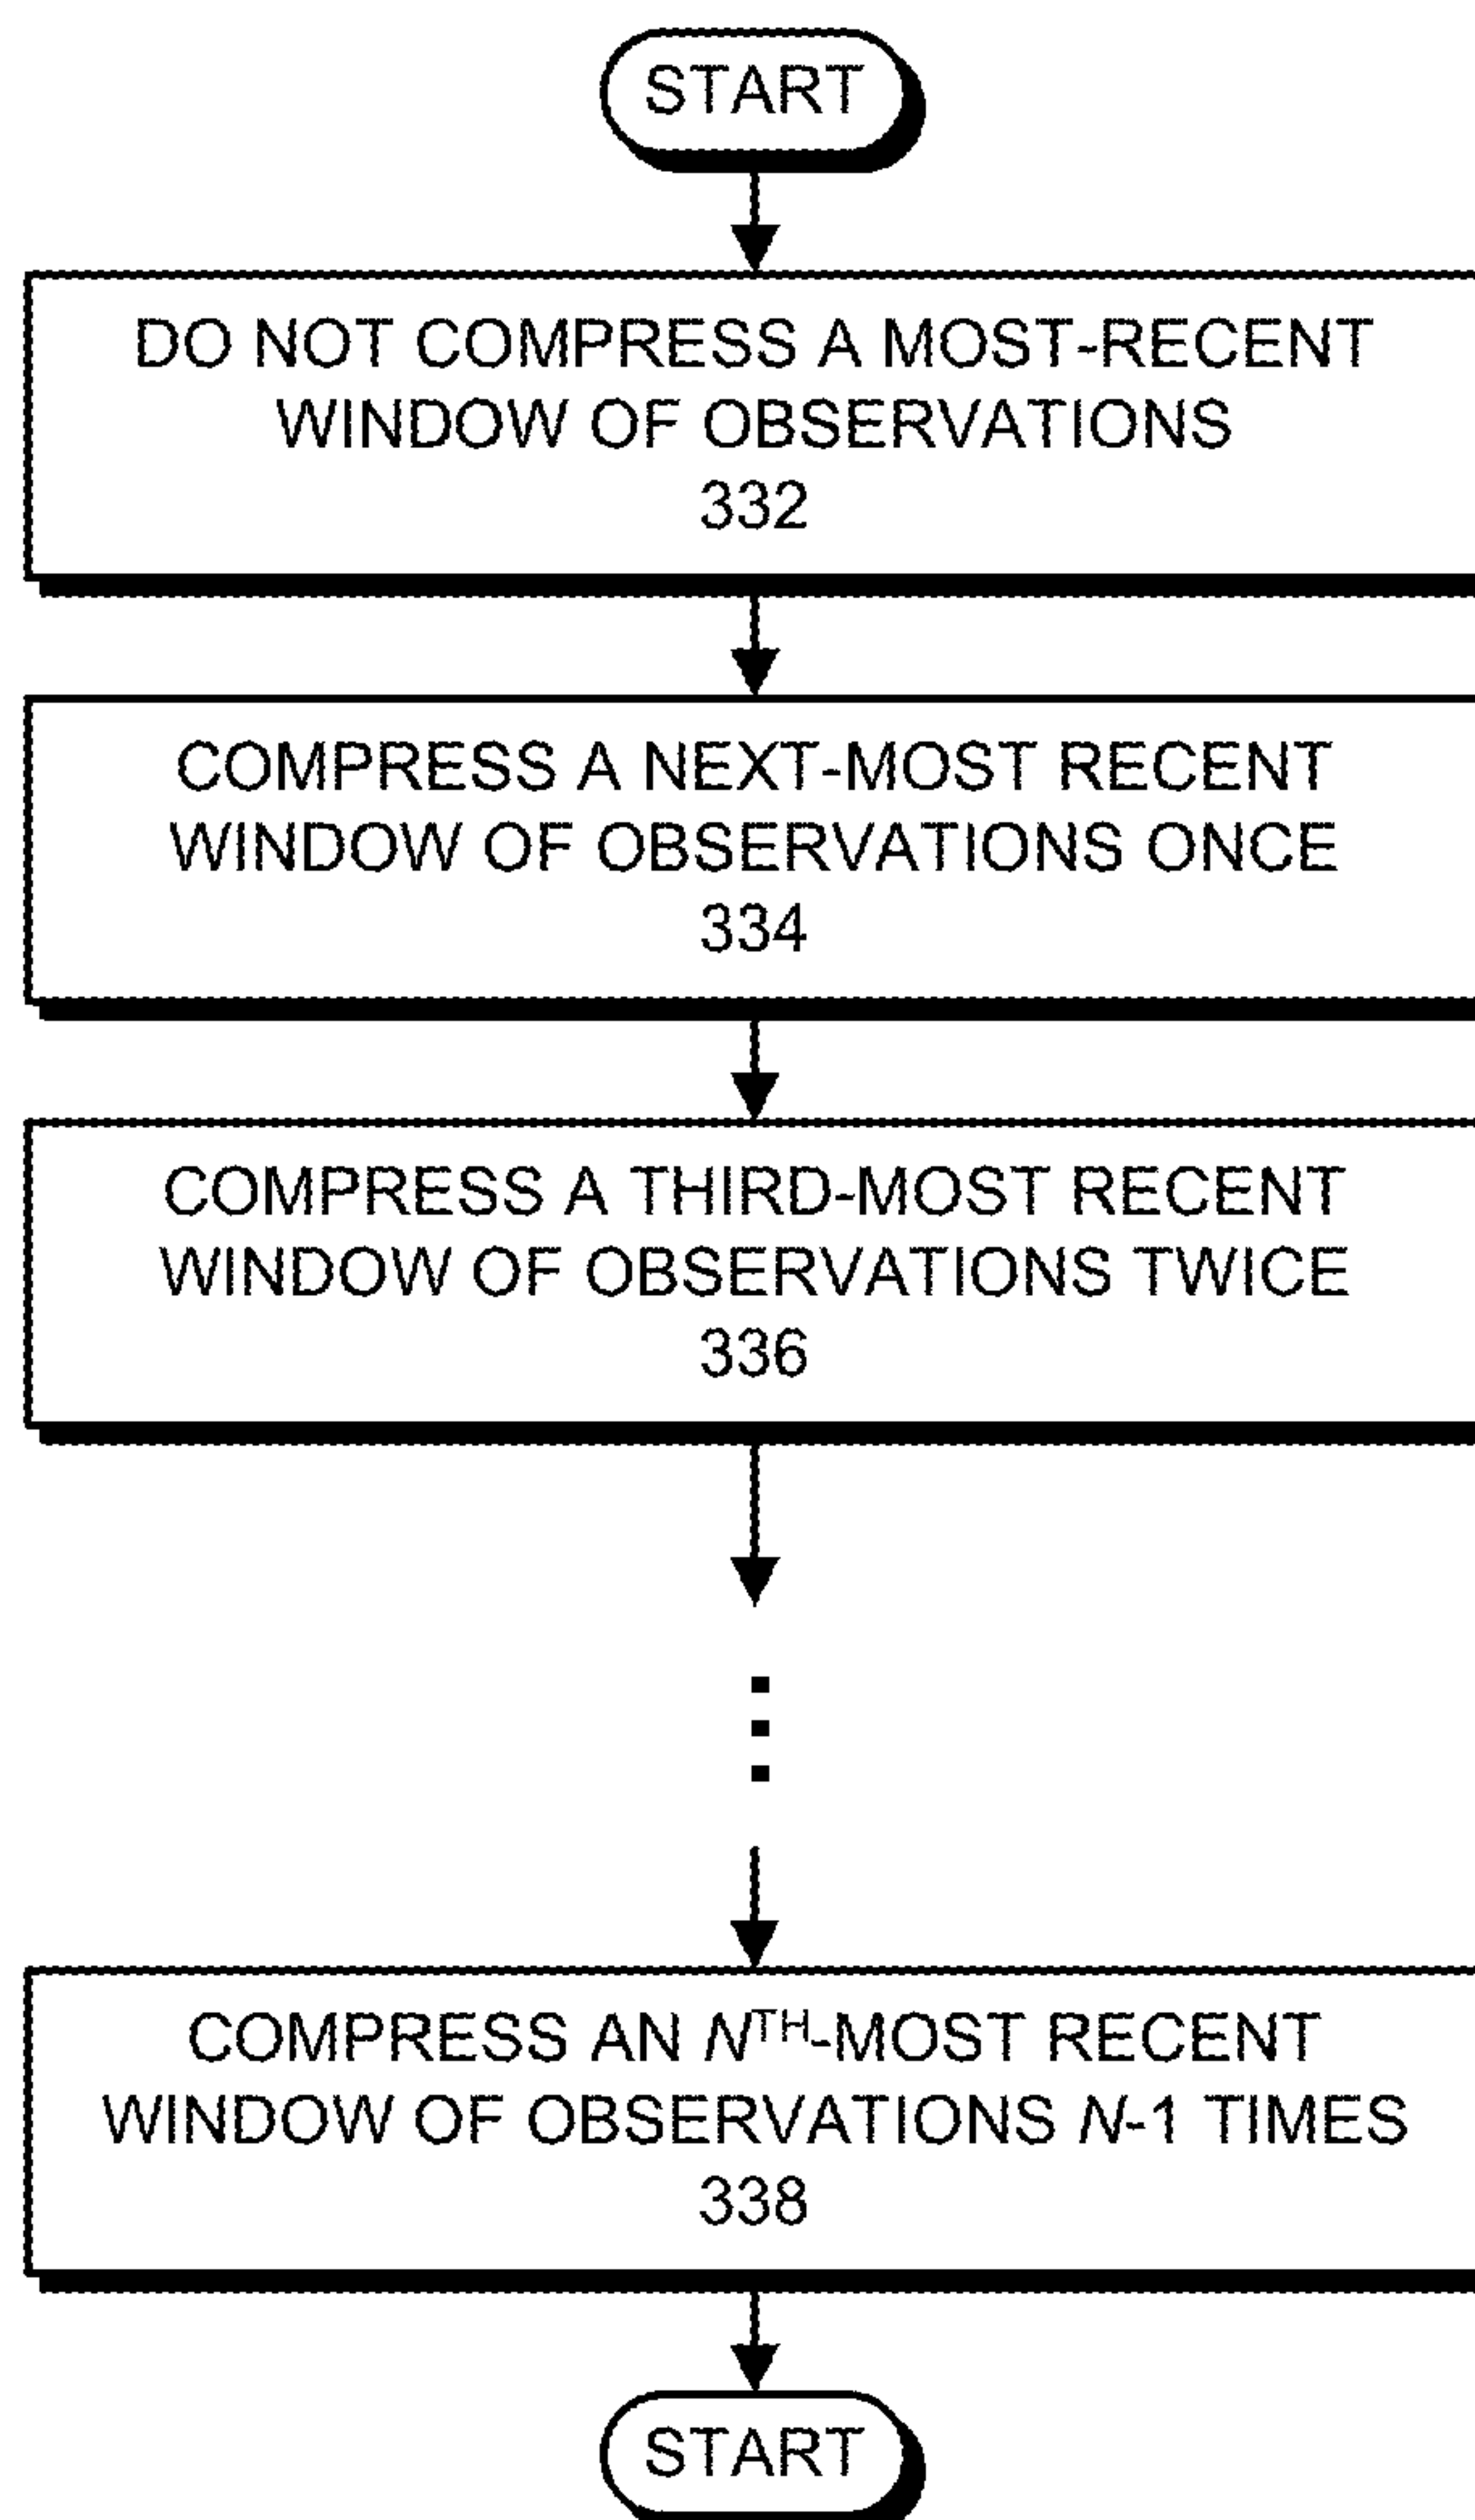 START
DO NOT COMPRESS A MOST-RECENT
WINDOW OF OBSERVATIONS
332
COMPRESS A NEXT-MOST RECENT
WINDOW OF OBSERVATIONS ONCE
334
COMPRESS A THIRD-MOST RECENT
WINDOW OF OBSERVATIONS TWICE
336
COMPRESS AN Nᵀᴴ-MOST RECENT
WINDOW OF OBSERVATIONS N-1 TIMES
338
START